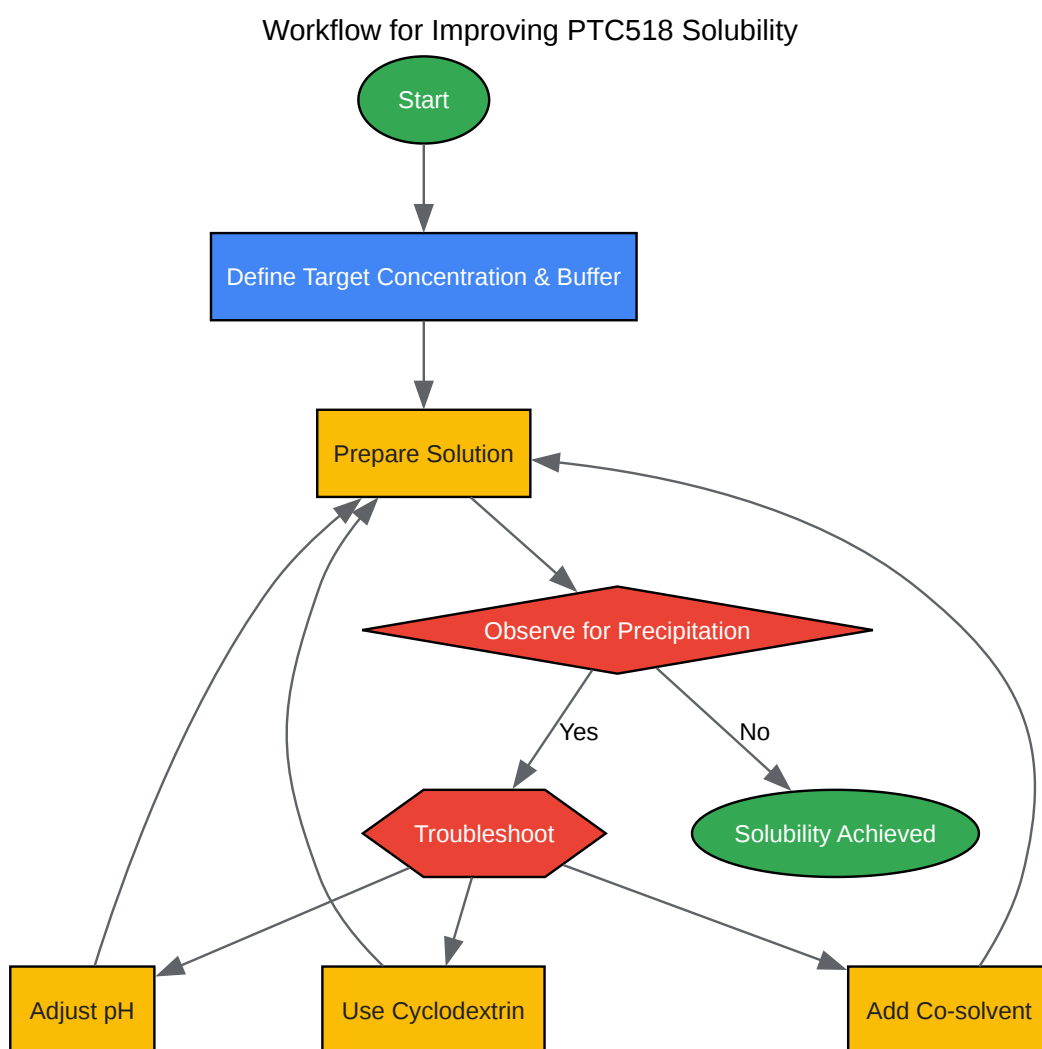 Workflow for Improving PTC518 Solubility
Start
Define Target Concentration & Buffer
Prepare Solution
Observe for Precipitation
Yes
No
Troubleshoot
Solubility Achieved
Adjust pH
Use Cyclodextrin
Add Co-solvent